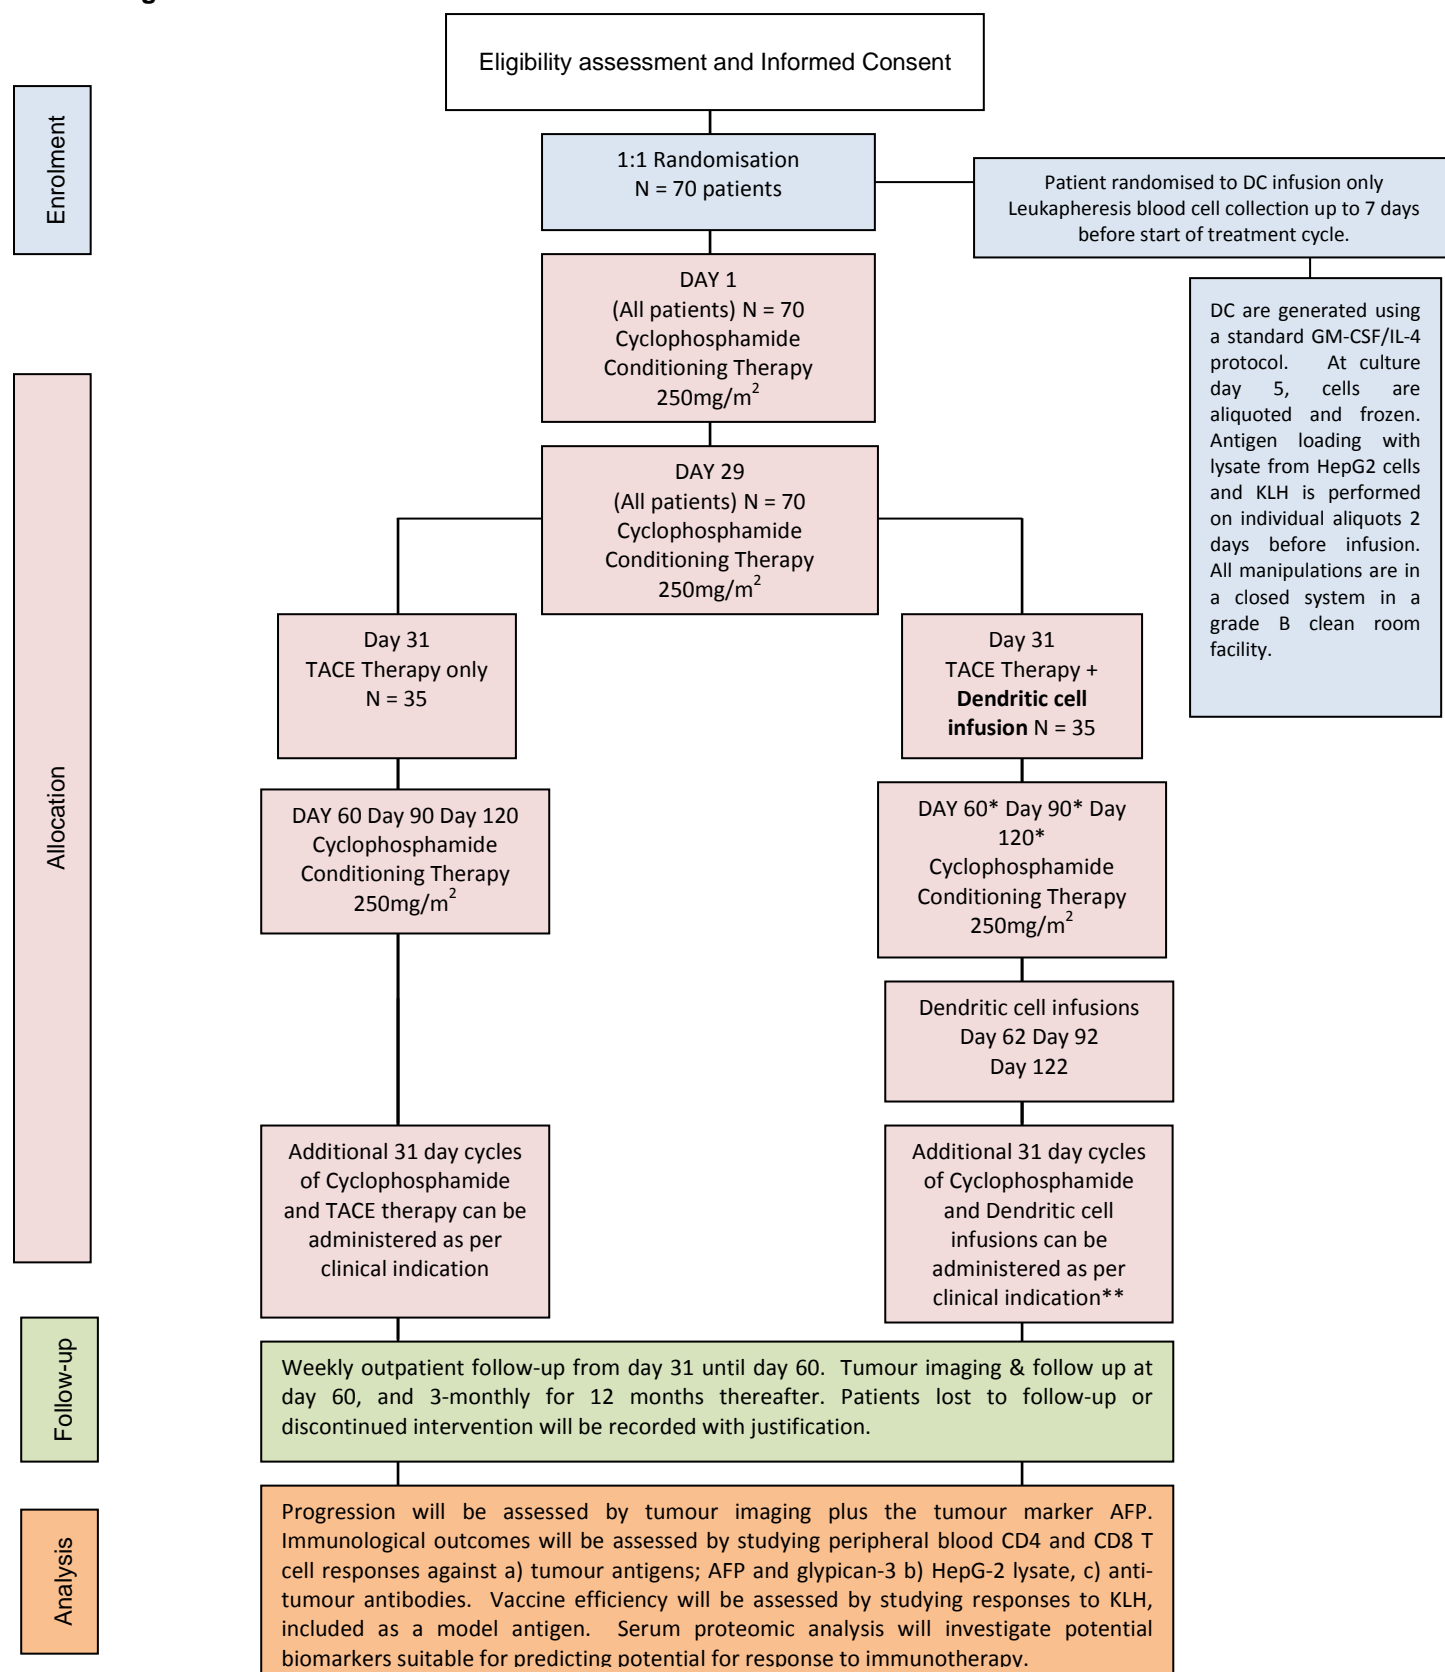 Eligibility assessment and Informed Consent
Enrolment
1:1 Randomisation
N = 70 patients
Patient randomised to DC infusion only
Leukapheresis blood cell collection up to 7 days
before start of treatment cycle.
DAY 1
(All patients) N = 70
Cyclophosphamide
Conditioning Therapy
250mg/m2
DC are generated using
a standard GM-CSF/IL-4
protocol. At culture
day 5, cells are
aliquoted and frozen.
Antigen loading with
lysate from HepG2 cells
and KLH is performed
on individual aliquots 2
days before infusion.
All manipulations are in
a closed system in a
grade B clean room
facility.
Allocation
DAY 29
(All patients) N = 70
Cyclophosphamide
Conditioning Therapy
250mg/m2
Day 31
TACE Therapy only
N = 35
Day 31
TACE Therapy +
Dendritic cell
infusion N = 35
DAY 60 Day 90 Day 120
Cyclophosphamide
Conditioning Therapy
250mg/m2
DAY 60* Day 90* Day
120*
Cyclophosphamide
Conditioning Therapy
250mg/m2
Dendritic cell infusions
Day 62 Day 92
Day 122
Additional 31 day cycles
of Cyclophosphamide
and TACE therapy can be
administered as per
clinical indication
Additional 31 day cycles
of Cyclophosphamide
and Dendritic cell
infusions can be
administered as per
clinical indication**
Follow-up
Weekly outpatient follow-up from day 31 until day 60. Tumour imaging & follow up at
day 60, and 3-monthly for 12 months thereafter. Patients lost to follow-up or
discontinued intervention will be recorded with justification.
Analysis
Progression will be assessed by tumour imaging plus the tumour marker AFP.
Immunological outcomes will be assessed by studying peripheral blood CD4 and CD8 T
cell responses against a) tumour antigens; AFP and glypican-3 b) HepG-2 lysate, c) anti-
tumour antibodies. Vaccine efficiency will be assessed by studying responses to KLH,
included as a model antigen. Serum proteomic analysis will investigate potential
biomarkers suitable for predicting potential for response to immunotherapy.